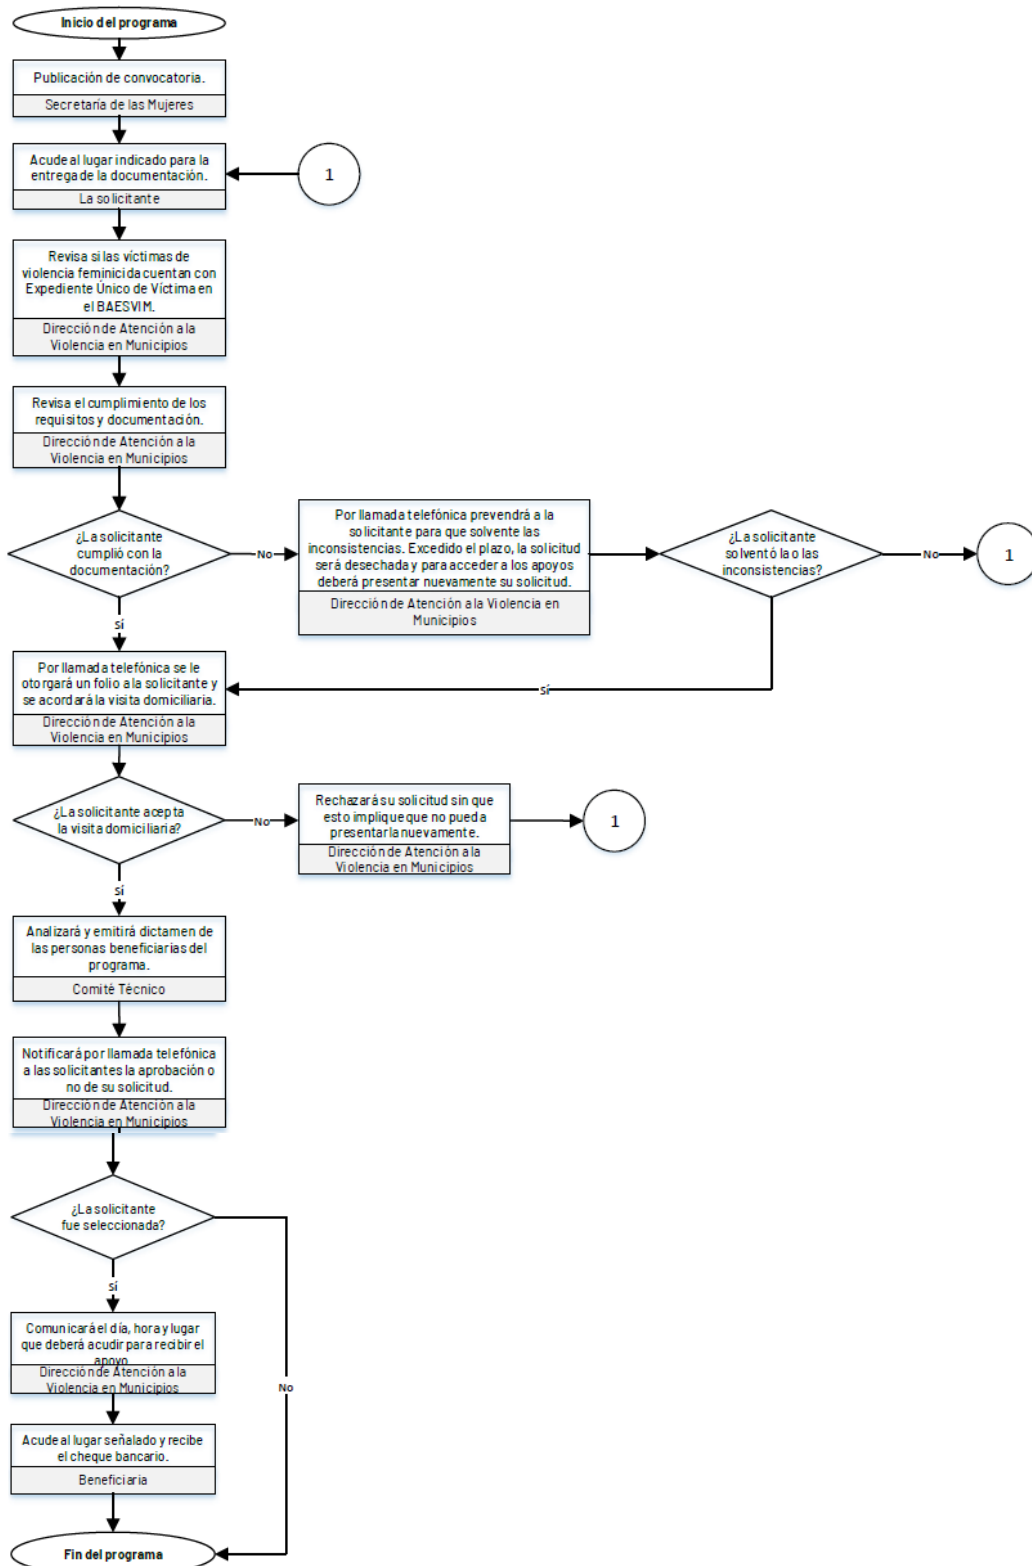 Inicio del programa
Publicación de convocatoria.
Secretaría de las Mujeres
Acude al lugar indicado para la
entrega de la documentación.
La solicitante
1
Revisa si las víctimas de
violencia feminicida cuentan con
Expediente Único de Víctima en
el BAESVIM.
Dirección de Atención a la
Violencia en Municipios
Revisa el cumplimiento de los
requisitos y documentación.
Dirección de Atención a la
Violencia en Municipios
¿La solicitante
cumplió con la
documentación?
No
Por llamada telefónica prevendrá a la
solicitante para que solvente las
inconsistencias. Excedido el plazo, la solicitud
será desechada y para acceder a los apoyos
deberá presentar nuevamente su solicitud.
Dirección de Atención a la Violencia en
Municipios
¿La solicitante
solventó la o las
inconsistencias?
No
1
Sí
Por llamada telefónica se le
otorgará un folio a la solicitante y
se acordará la visita domiciliaria.
Dirección de Atención a la
Violencia en Municipios
Sí
¿La solicitante acepta
la visita domiciliaria?
No
Rechazará su solicitud sin que
esto implique que no pueda
presentarla nuevamente.
Dirección de Atención a la
Violencia en Municipios
1
Sí
Analizará y emitirá dictamen de
las personas beneficiarias del
programa.
Comité Técnico
Notificará por llamada telefónica
a las solicitantes la aprobación o
no de su solicitud.
Dirección de Atención a la
Violencia en Municipios
¿La solicitante
fue seleccionada?
Sí
Comunicará el día, hora y lugar
que deberá acudir para recibir el
apoyo
Dirección de Atención a la
Violencia en Municipios
No
Acude al lugar señalado y recibe
el cheque bancario.
Beneficiaria
Fin del programa